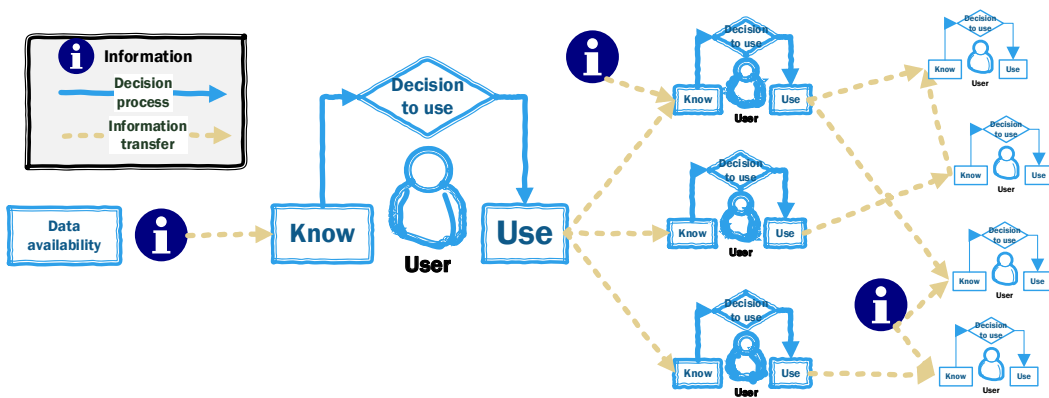 i Information
Decision
process
Information
transfer
Data
availability
i
Know
Decision
to use
User
Use
i
Know
Decision
to use
User
Use
Know
Decision
to use
User
Use
Know
Decision
to use
User
Use
Know
Decision
to use
User
Use
Know
Decision
to use
User
Use
i
Know
Decision
to use
User
Use
Know
Decision
to use
User
Use